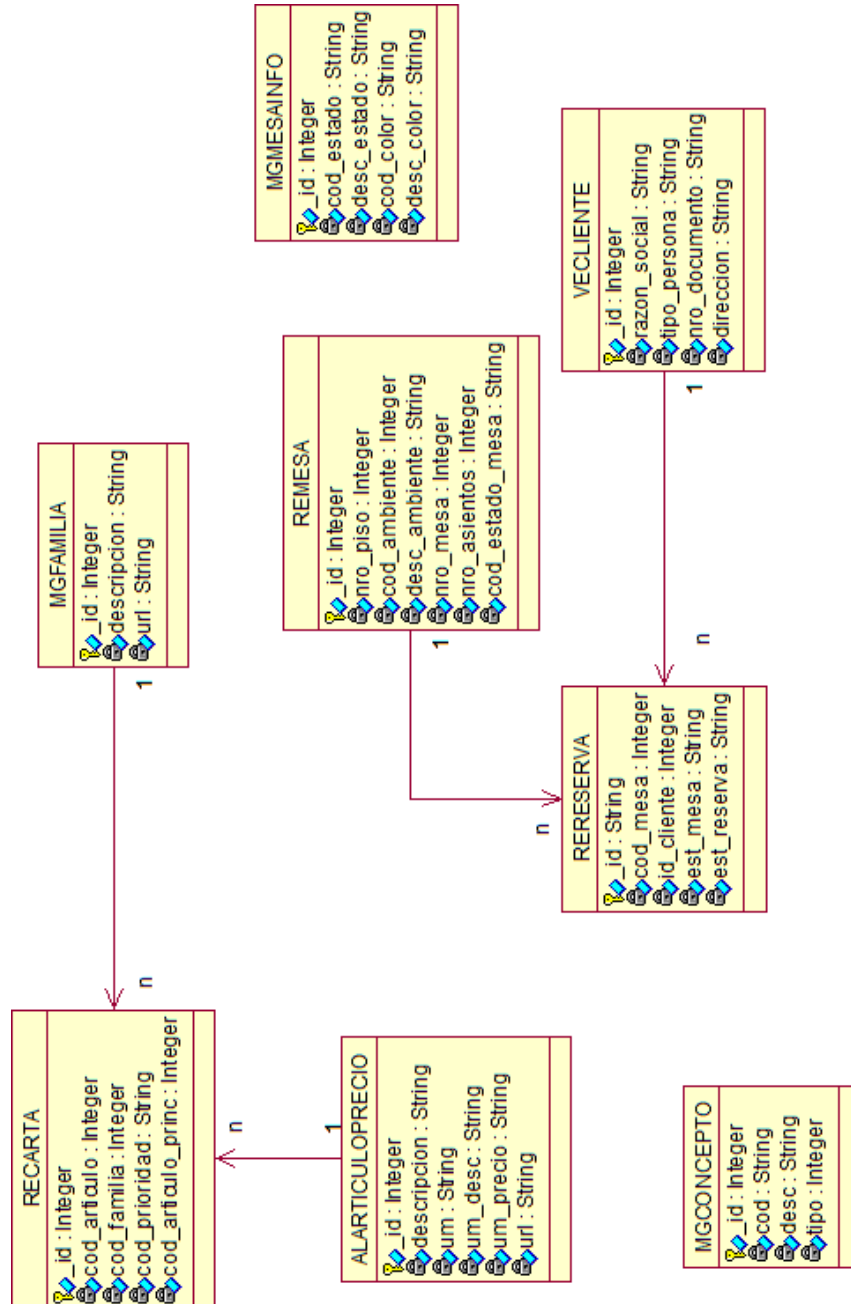 RECARTA
_id : Integer
cod_articulo : Integer
cod_familia : Integer
cod_prioridad : String
cod_articulo_princ : Integer
n
MGFAMILIA
_id : Integer
descripcion : String
url : String
1
n
1
ALARTICULOPRECIO
_id : Integer
descripcion : String
um : String
um_desc : String
um_precio : String
url : String
REMESA
_id : Integer
nro_piso : Integer
cod_ambiente : Integer
desc_ambiente : String
nro_mesa : Integer
nro_asientos : Integer
cod_estado_mesa : String
1
MGMESAINFO
_id : Integer
cod_estado : String
desc_estado : String
cod_color : String
desc_color : String
n
RERESERVA
_id : String
cod_mesa : Integer
id_cliente : Integer
est_mesa : String
est_reserva : String
n
VECLIENTE
_id : Integer
razon_social : String
tipo_persona : String
nro_documento : String
direccion : String
1
MGCONCEPTO
_id : Integer
cod : String
desc : String
tipo : Integer